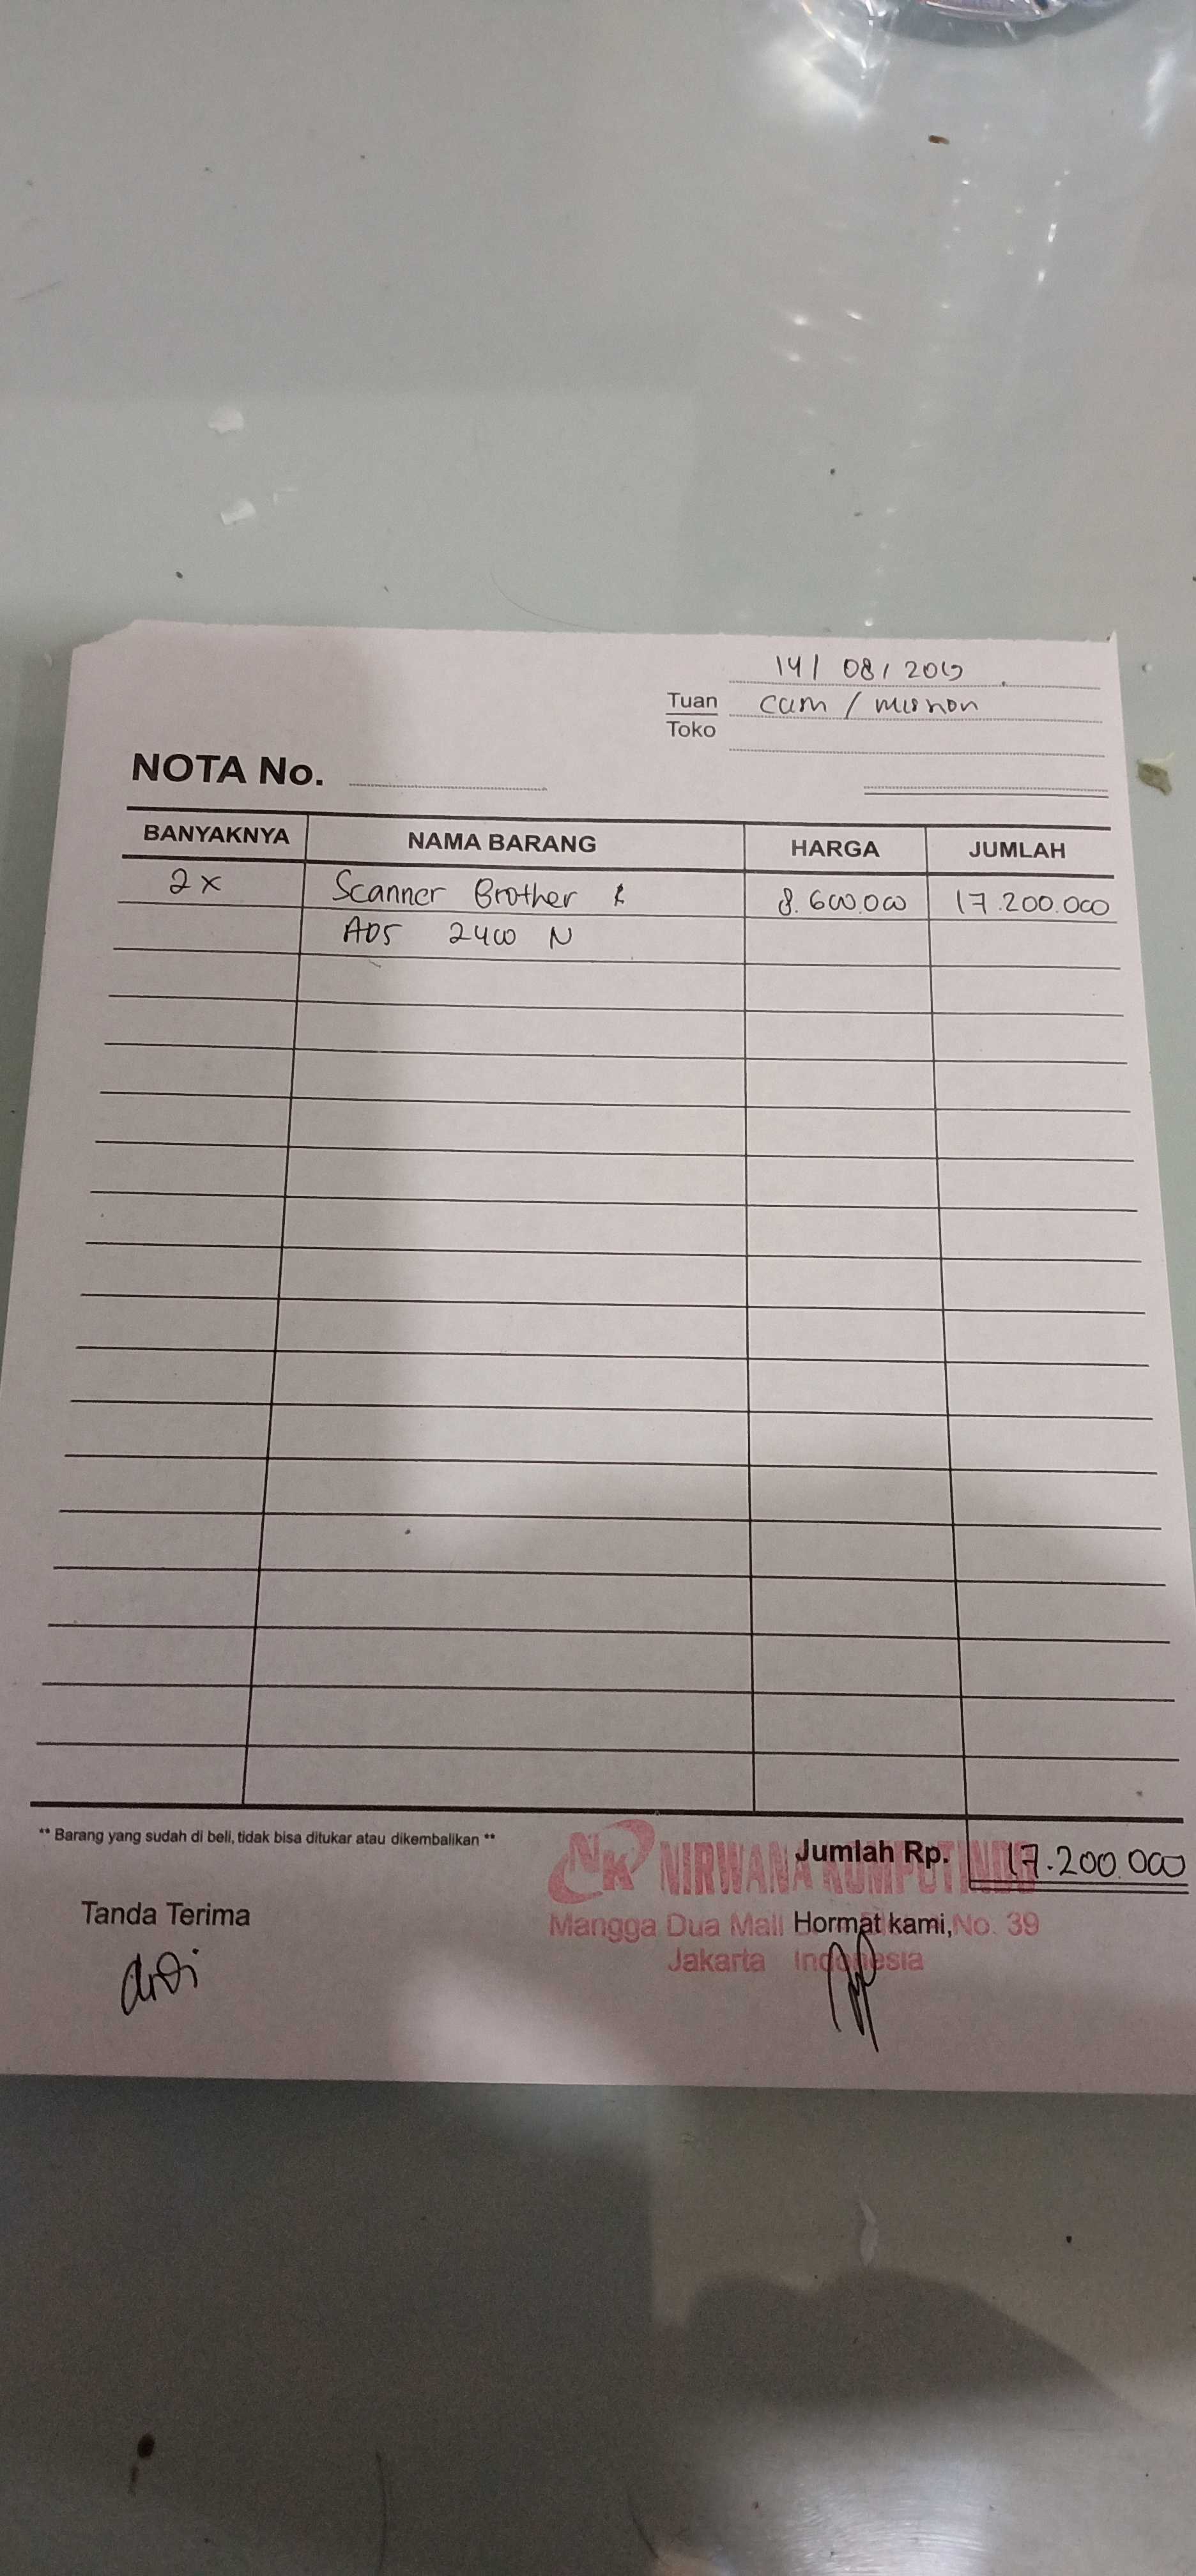 14/ 08/ 2019
Tuan cam / mishon
Toko
NOTA No.
BANYAKNYA NAMA BARANG HARGA JUMLAH
2x Scanner Brother 8.600.000 17.200.000
ADS 2400 N
** Barang yang sudah di beli, tidak bisa ditukar atau dikembalikan **
NK NIRWANA KOMPUTINDO
Jumlah Rp. 17.200.000
Tanda Terima
Mangga Dua Mall No. 39
Hormat kami,
Jakarta Indonesia